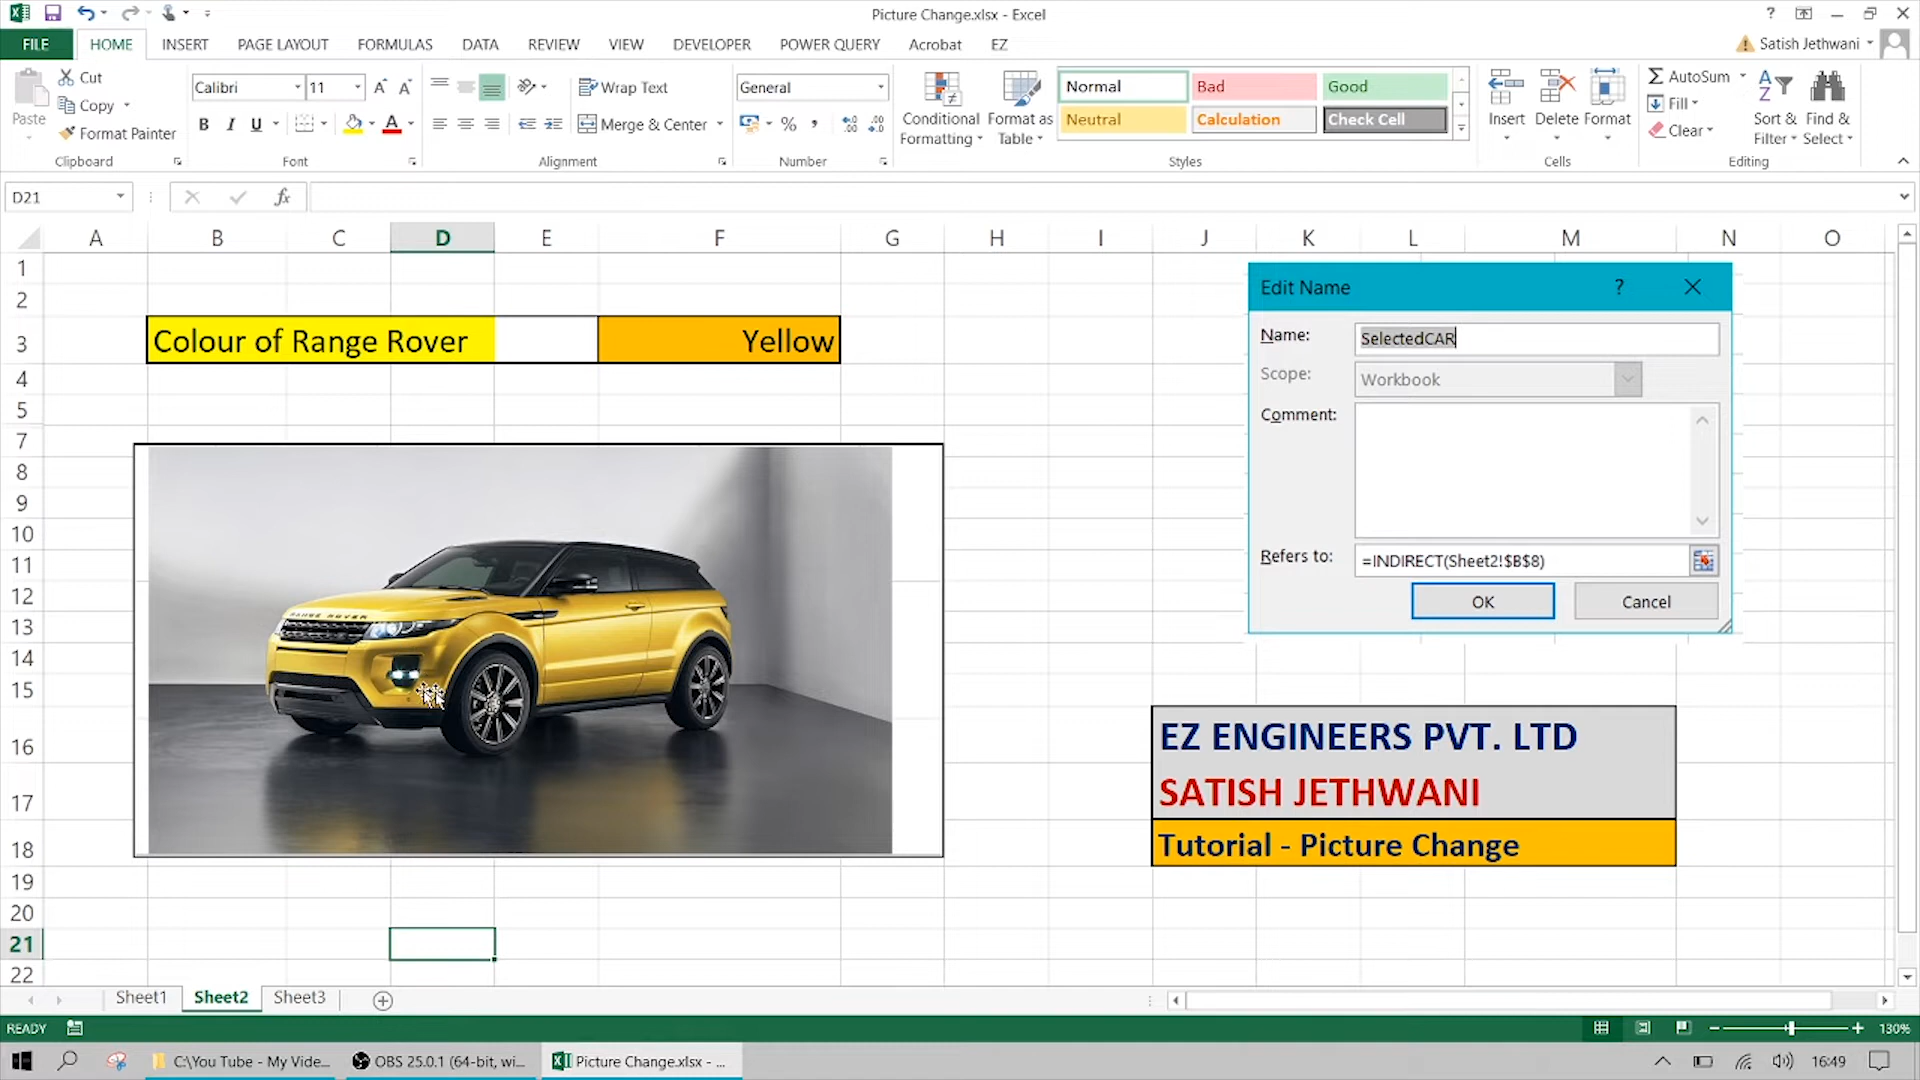 Picture Change.xlsx - Excel
FILE HOME INSERT PAGE LAYOUT FORMULAS DATA REVIEW VIEW DEVELOPER POWER QUERY Acrobat EZ Satish Jethwani
Paste
Cut
Copy
Format Painter
Clipboard
Calibri 11
B I U
Font
Wrap Text
Merge & Center
Alignment
General
Number
Conditional Formatting
Format as Table
Normal Bad Good
Neutral Calculation Check Cell
Styles
Insert Delete Format
Cells
AutoSum
Fill
Clear
Sort & Filter
Find & Select
Editing
D21
fx
A B C D E F G H I J K L M N O
1
2
3
4
5
7
8
9
10
11
12
13
14
15
16
17
18
19
20
21
22
Colour of Range Rover Yellow
RANGE ROVER
Edit Name ?
Name: SelectedCAR
Scope: Workbook
Comment:
Refers to: =INDIRECT(Sheet2!$B$8)
OK Cancel
EZ ENGINEERS PVT. LTD
SATISH JETHWANI
Tutorial - Picture Change
Sheet1 Sheet2 Sheet3
READY 130%
C:\You Tube - My Vide... OBS 25.0.1 (64-bit, wi... Picture Change.xlsx - ... 16:49